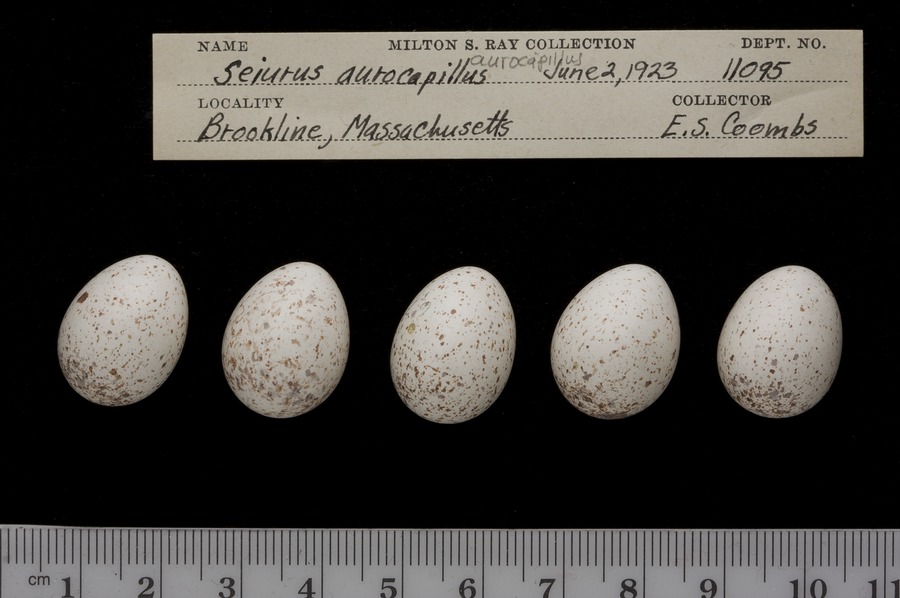 NAME MILTON S. RAY COLLECTION DEPT. NO.
Seiurus aurocapillus aurocapillus June 2, 1923 11095
LOCALITY COLLECTOR
Brookline, Massachusetts E.S. Coombs
cm 1 2 3 4 5 6 7 8 9 10 11